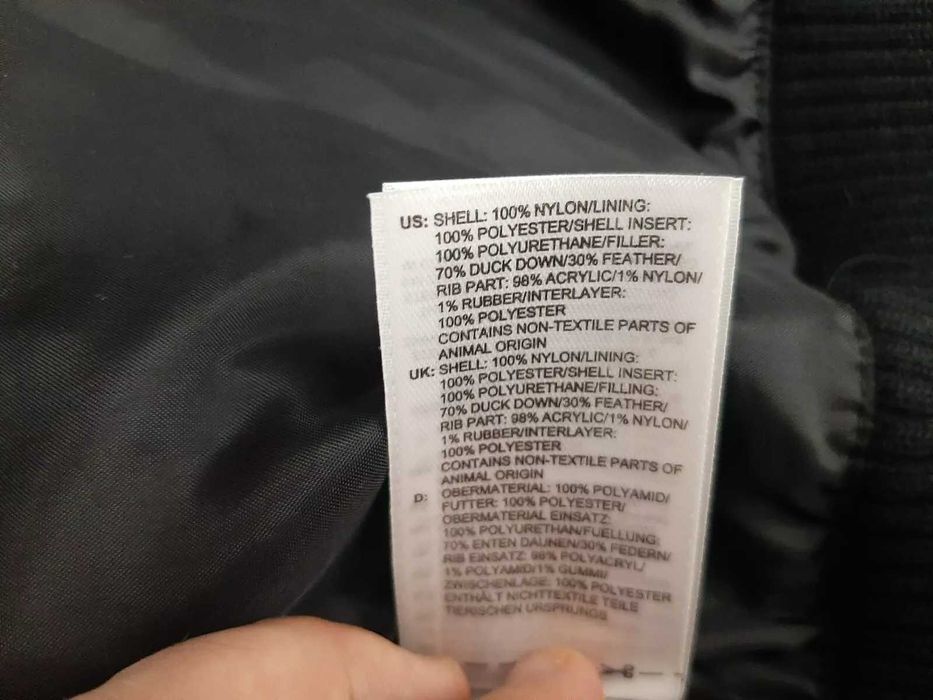 US: SHELL: 100% NYLON/LINING:
100% POLYESTER/SHELL INSERT:
100% POLYURETHANE/FILLER:
70% DUCK DOWN/30% FEATHER/
RIB PART: 98% ACRYLIC/1% NYLON/
1% RUBBER/INTERLAYER:
100% POLYESTER
CONTAINS NON-TEXTILE PARTS OF
ANIMAL ORIGIN
UK: SHELL: 100% NYLON/LINING:
100% POLYESTER/SHELL INSERT:
100% POLYURETHANE/FILLING:
70% DUCK DOWN/30% FEATHER/
RIB PART: 98% ACRYLIC/1% NYLON/
1% RUBBER/INTERLAYER:
100% POLYESTER
CONTAINS NON-TEXTILE PARTS OF
ANIMAL ORIGIN
D: OBERMATERIAL: 100% POLYAMID/
FUTTER: 100% POLYESTER/
OBERMATERIAL EINSATZ:
100% POLYURETHAN/FUELLUNG:
70% ENTEN DAUNEN/30% FEDERN/
RIB EINSATZ: 98% POLYACRYL/
1% POLYAMID/1% GUMMI/
ZWISCHENLAGE: 100% POLYESTER
ENTHÄLT NICHTTEXTILE TEILE
TIERISCHEN URSPRUNGS